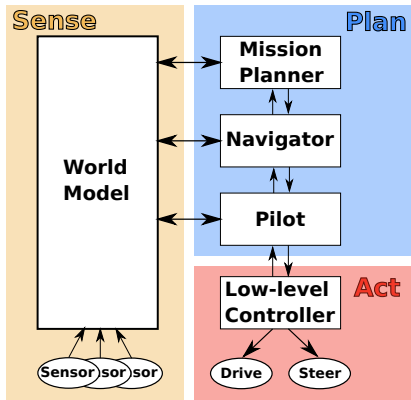 Sense
Plan
Mission
Planner
Navigator
World
Model
Pilot
Act
Low-level
Controller
Sensor
sor
sor
Drive
Steer